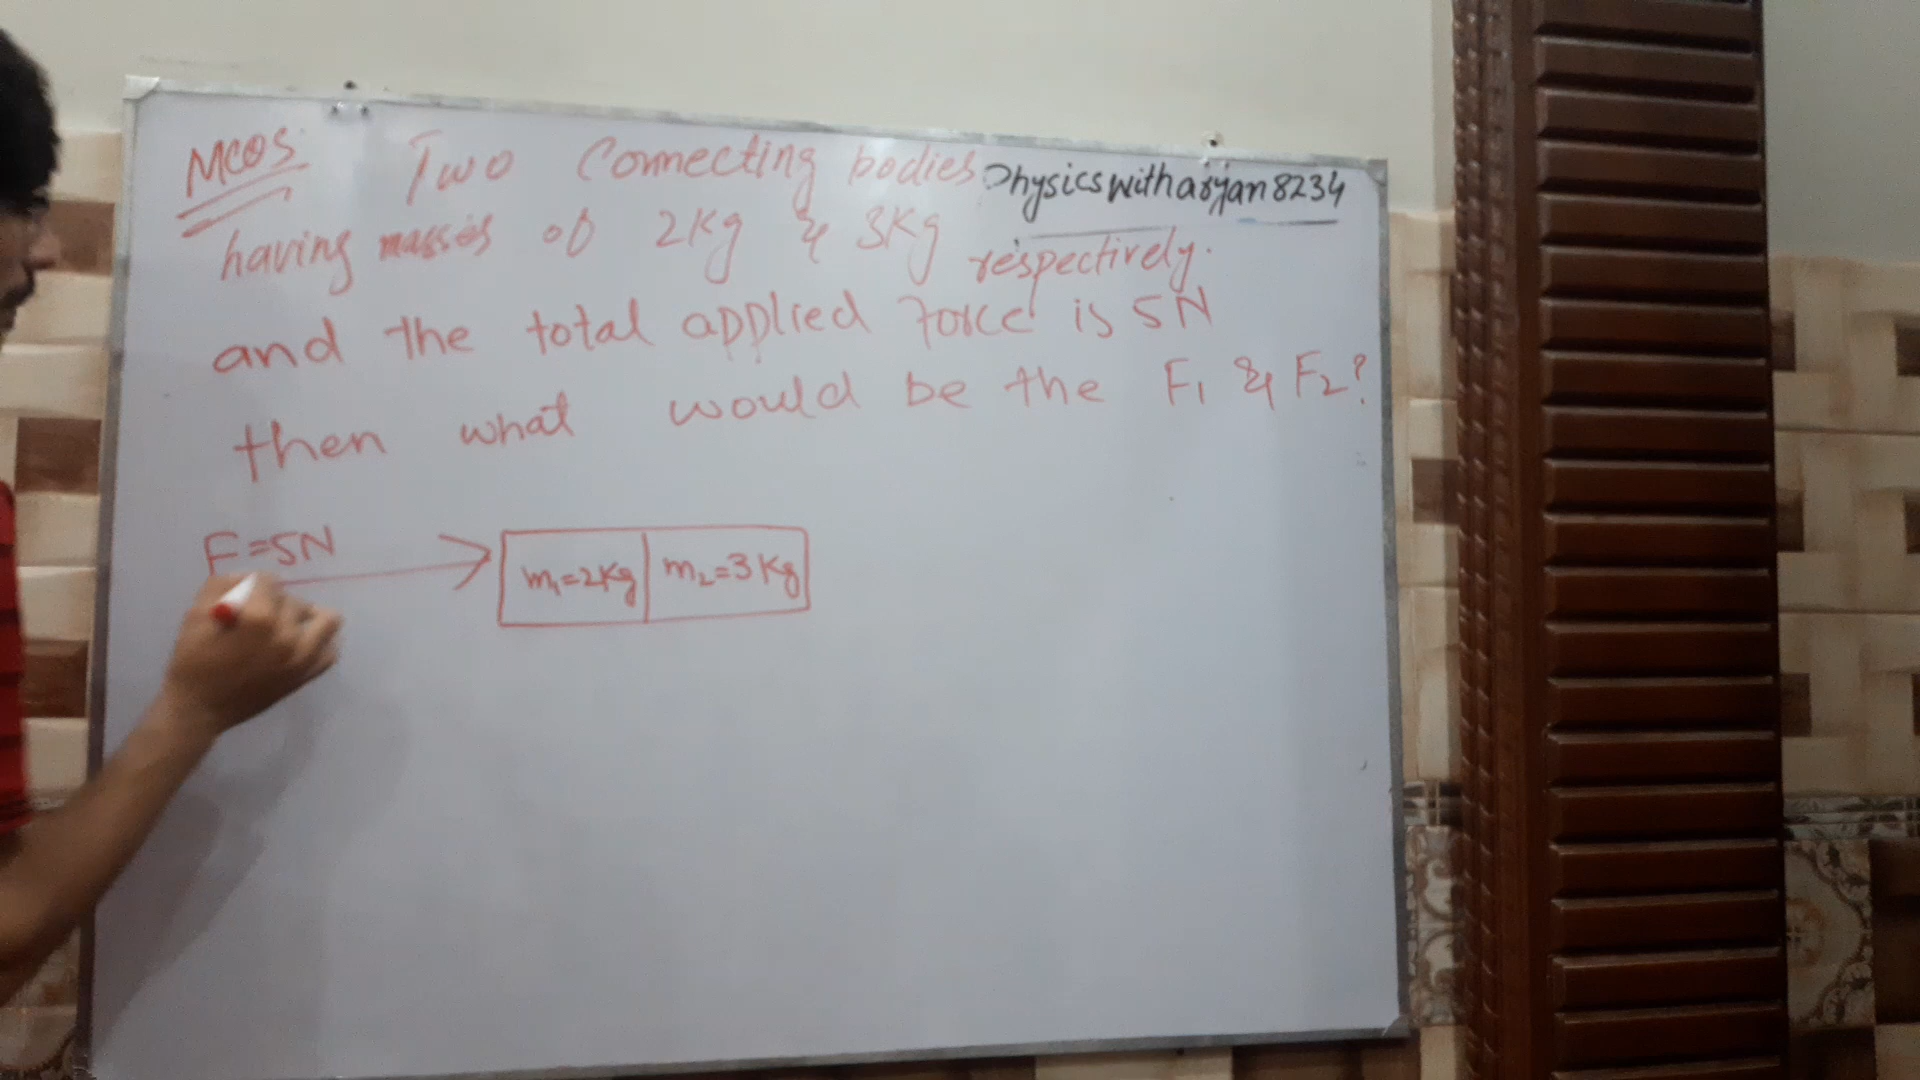 MCQS. Two Connecting bodies Physicswitharyan8234
having masses of 2Kg & 3Kg respectively.
and the total applied force is 5N
then what would be the F1 & F2?
F=5N
m1=2Kg m2=3Kg